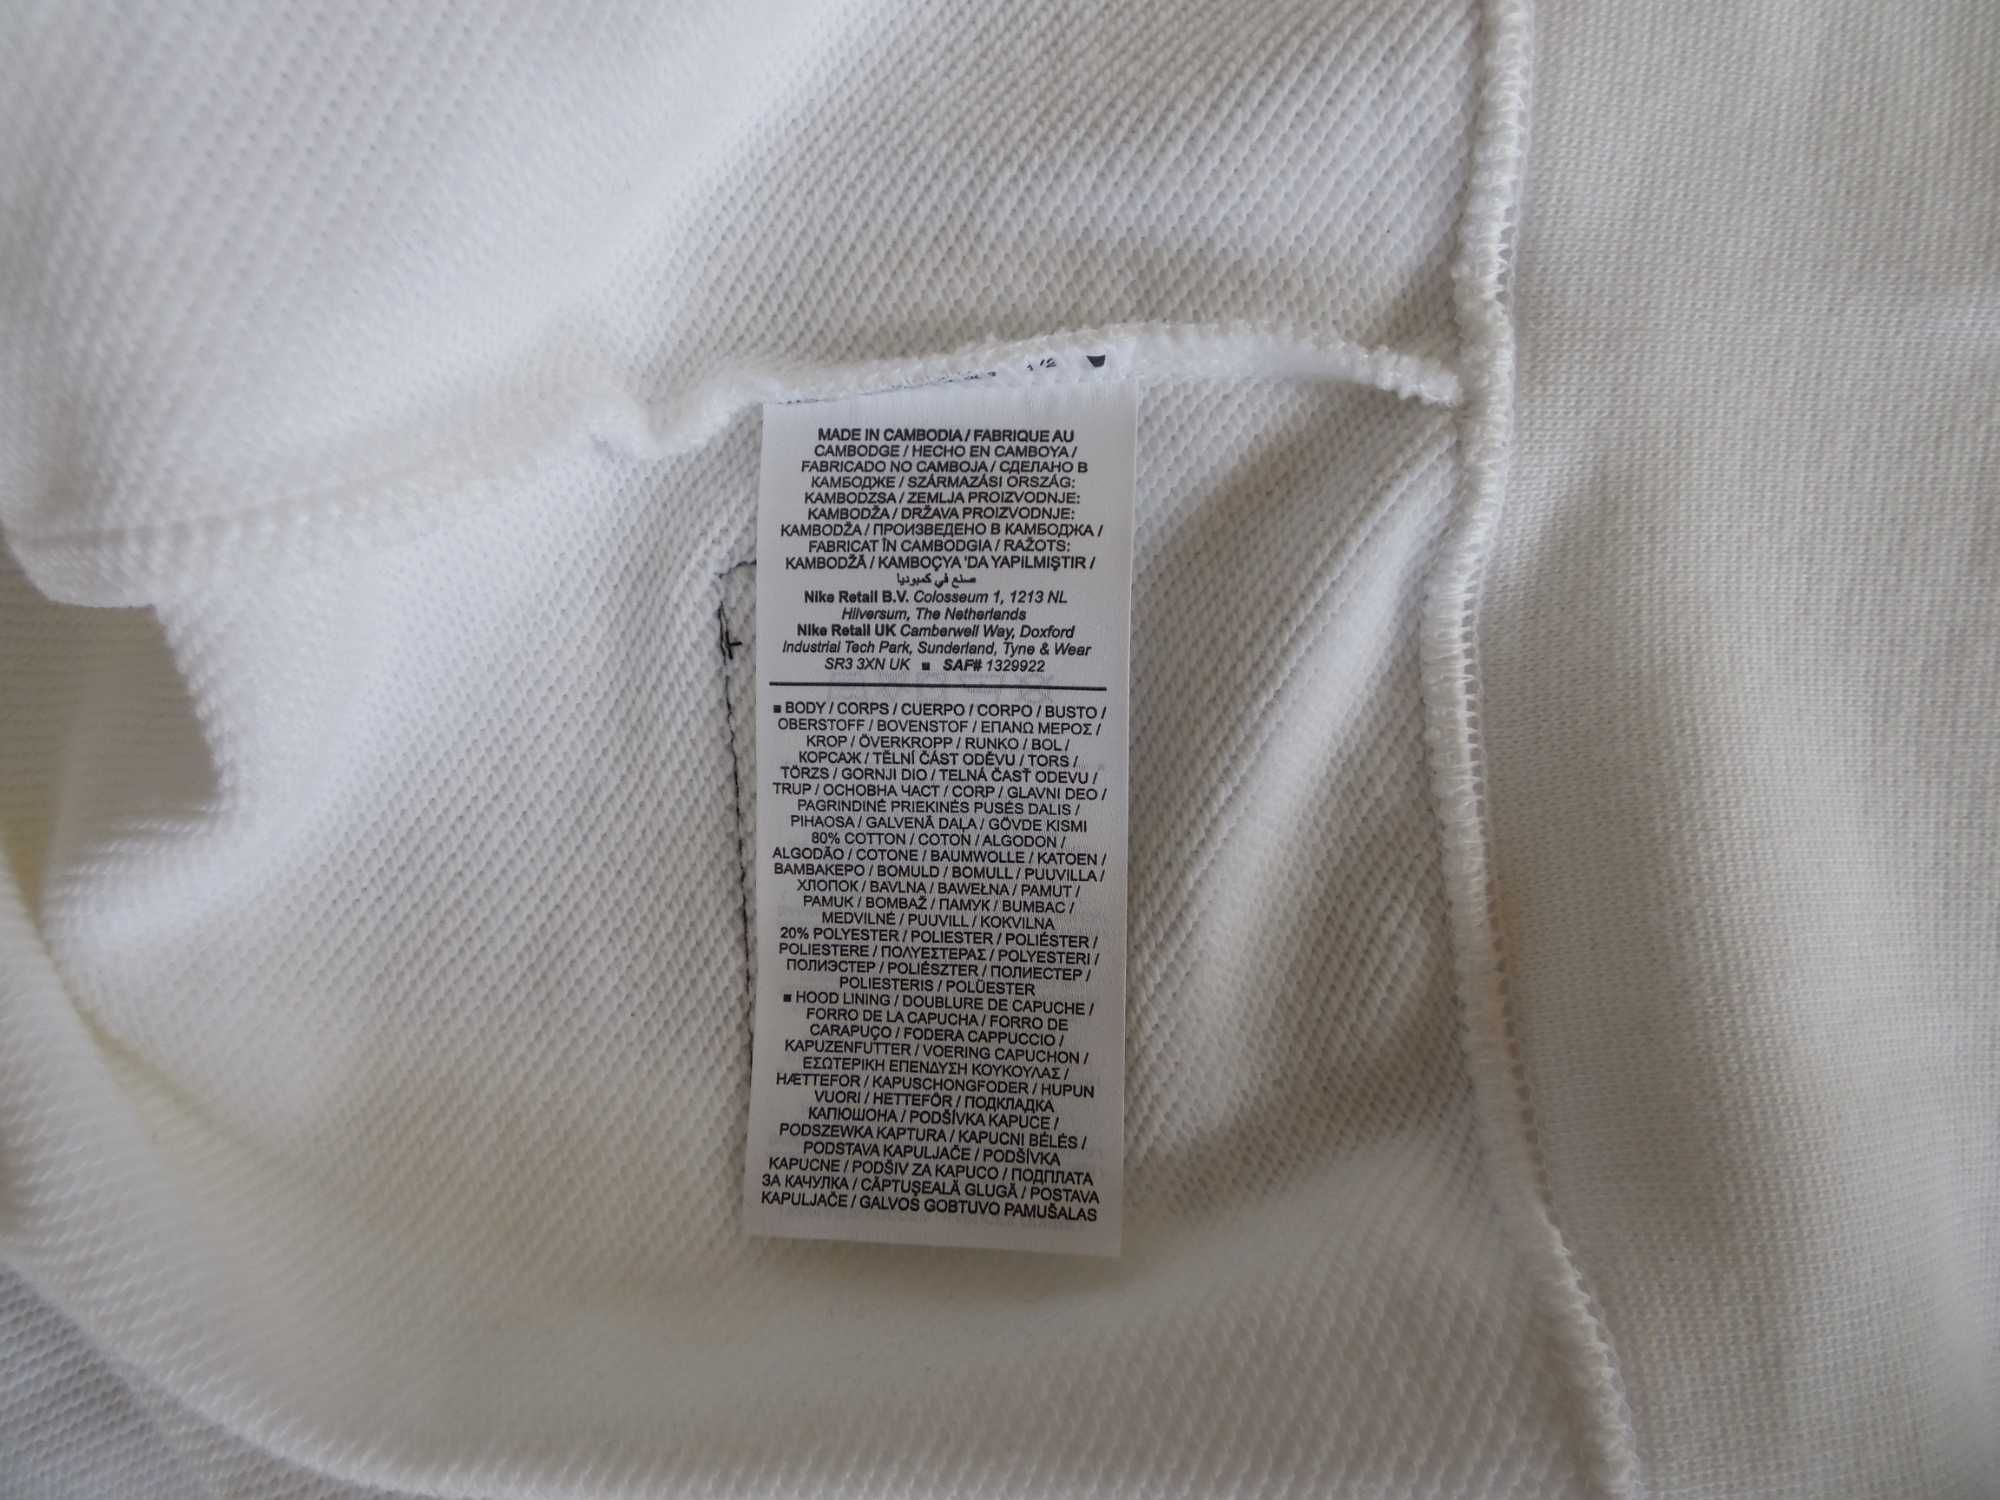 MADE IN CAMBODIA / FABRIQUE AU
CAMBODGE / HECHO EN CAMBOYA /
FABRICADO NO CAMBOJA / СДЕЛАНО В
КАМБОДЖЕ / SZÁRMAZÁSI ORSZÁG:
KAMBODZSA / ZEMLJA PROIZVODNJE:
KAMBODŽA / DRŽAVA PROIZVODNJE:
KAMBODŽA / ПРОИЗВЕДЕНО В КАМБОДЖА /
FABRICAT ÎN CAMBODGIA / RAŽOTS:
KAMBODŽĀ / KAMBOÇYA 'DA YAPILMIŞTIR /
صنع في كمبوديا
Nike Retail B.V. Colosseum 1, 1213 NL
Hilversum, The Netherlands
Nike Retail UK Camberwell Way, Doxford
Industrial Tech Park, Sunderland, Tyne & Wear
SR3 3XN UK ■ SAF# 1329922
■ BODY / CORPS / CUERPO / CORPO / BUSTO /
OBERSTOFF / BOVENSTOF / ΕΠΑΝΩ ΜΕΡΟΣ /
KROP / ÖVERKROPP / RUNKO / BOL /
КОРСАЖ / TĚLNÍ ČÁST ODĚVU / TORS /
TÖRZS / GORNJI DIO / TELNÁ ČASŤ ODEVU /
TRUP / ОСНОВНА ЧАСТ / CORP / GLAVNI DEO /
PAGRINDINĖ PRIEKINĖS PUSĖS DALIS /
PIHAOSA / GALVENĀ DAĻA / GÖVDE KISMI
80% COTTON / COTON / ALGODON /
ALGODÃO / COTONE / BAUMWOLLE / KATOEN /
ΒΑΜΒΑΚΕΡΟ / BOMULD / BOMULL / PUUVILLA /
ХЛОПОК / BAVLNA / BAWEŁNA / PAMUT /
PAMUK / BOMBAŽ / ПАМУК / BUMBAC /
MEDVILNĖ / PUUVILL / KOKVILNA
20% POLYESTER / POLIESTER / POLIÉSTER /
POLIESTERE / ΠΟΛΥΕΣΤΕΡΑΣ / POLYESTERI /
ПОЛИЭСТЕР / POLIÉSZTER / ПОЛИЕСТЕР /
POLIESTERIS / POLÜESTER
■ HOOD LINING / DOUBLURE DE CAPUCHE /
FORRO DE LA CAPUCHA / FORRO DE
CARAPUÇO / FODERA CAPPUCCIO /
KAPUZENFUTTER / VOERING CAPUCHON /
ΕΣΩΤΕΡΙΚΗ ΕΠΕΝΔΥΣΗ ΚΟΥΚΟΥΛΑΣ /
HÆTTEFOR / KAPUSCHONGFODER / HUPUN
VUORI / HETTEFÔR / ПОДКЛАДКА
КАПЮШОНА / PODŠÍVKA KAPUCE /
PODSZEWKA KAPTURA / KAPUCNI BÉLÉS /
PODSTAVA KAPULJAČE / PODŠÍVKA
KAPUCNE / PODŠIV ZA KAPUCO / ПОДПЛАТА
ЗА КАЧУЛКА / CĂPTUŞEALĂ GLUGĂ / POSTAVA
KAPULJAČE / GALVOS GOBTUVO PAMUŠALAS